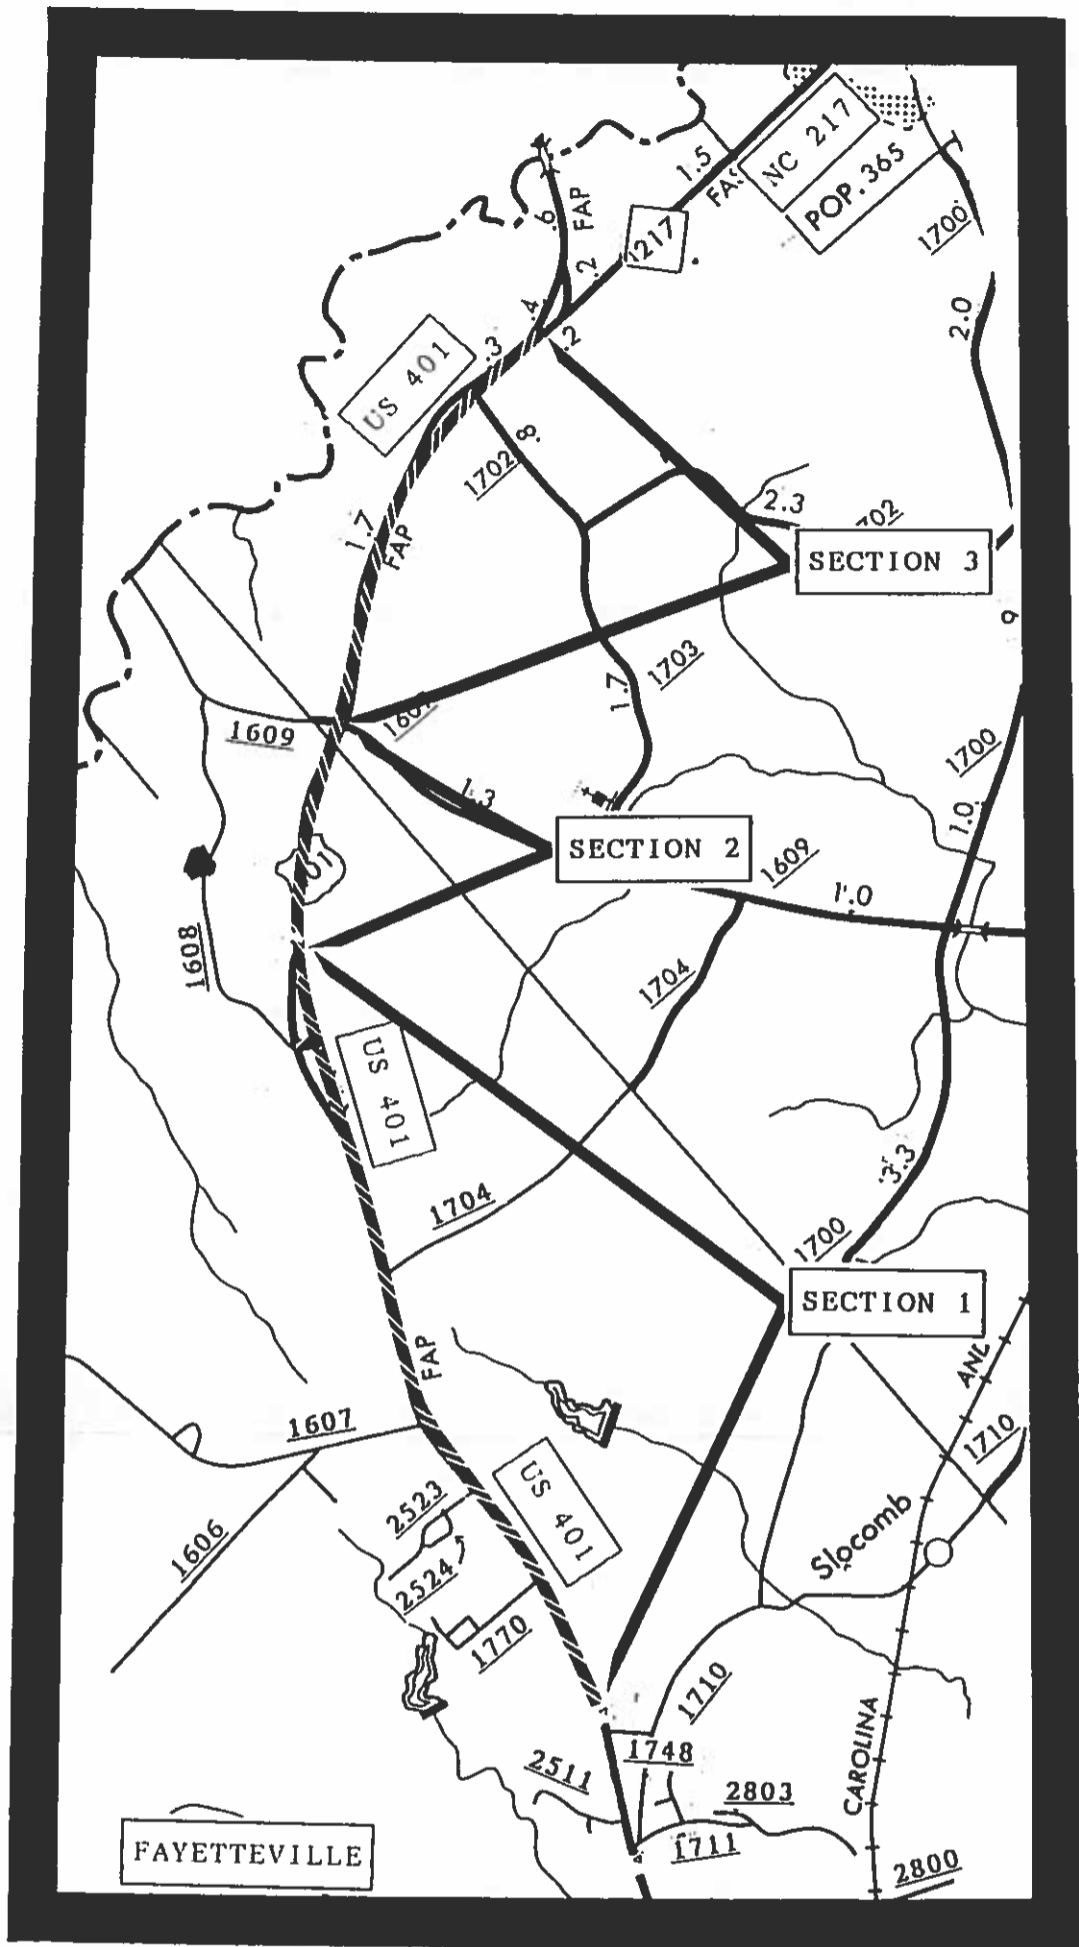 NC 217
POP. 365
1.5
FAS
1700
.6
FAP
217
.2
2.0
.4
.2
.3
US 401
.8
1702
1.7
FAP
2.3
SECTION 3
1703
1.7
1609
1.3
1700
1.0
SECTION 2
1609
1.0
1608
1704
US 401
3.3
1704
1700
SECTION 1
FAP
1607
1710
US 401
2523
Slocomb
1606
2524
1770
1710
CAROLINA
1748
2511
2803
1711
FAYETTEVILLE
2800